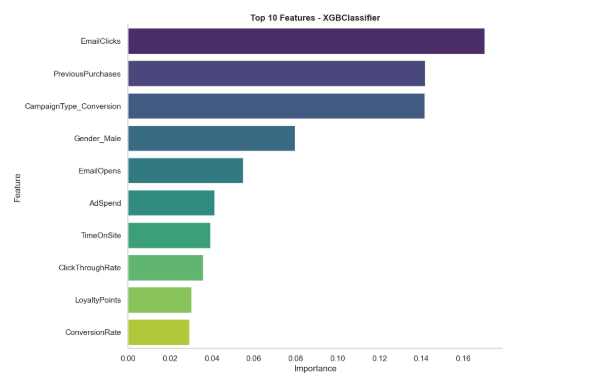 Top 10 Features - XGBClassifier
Feature
EmailClicks
PreviousPurchases
CampaignType_Conversion
Gender_Male
EmailOpens
AdSpend
TimeOnSite
ClickThroughRate
LoyaltyPoints
ConversionRate
0.00 0.02 0.04 0.06 0.08 0.10 0.12 0.14 0.16
Importance